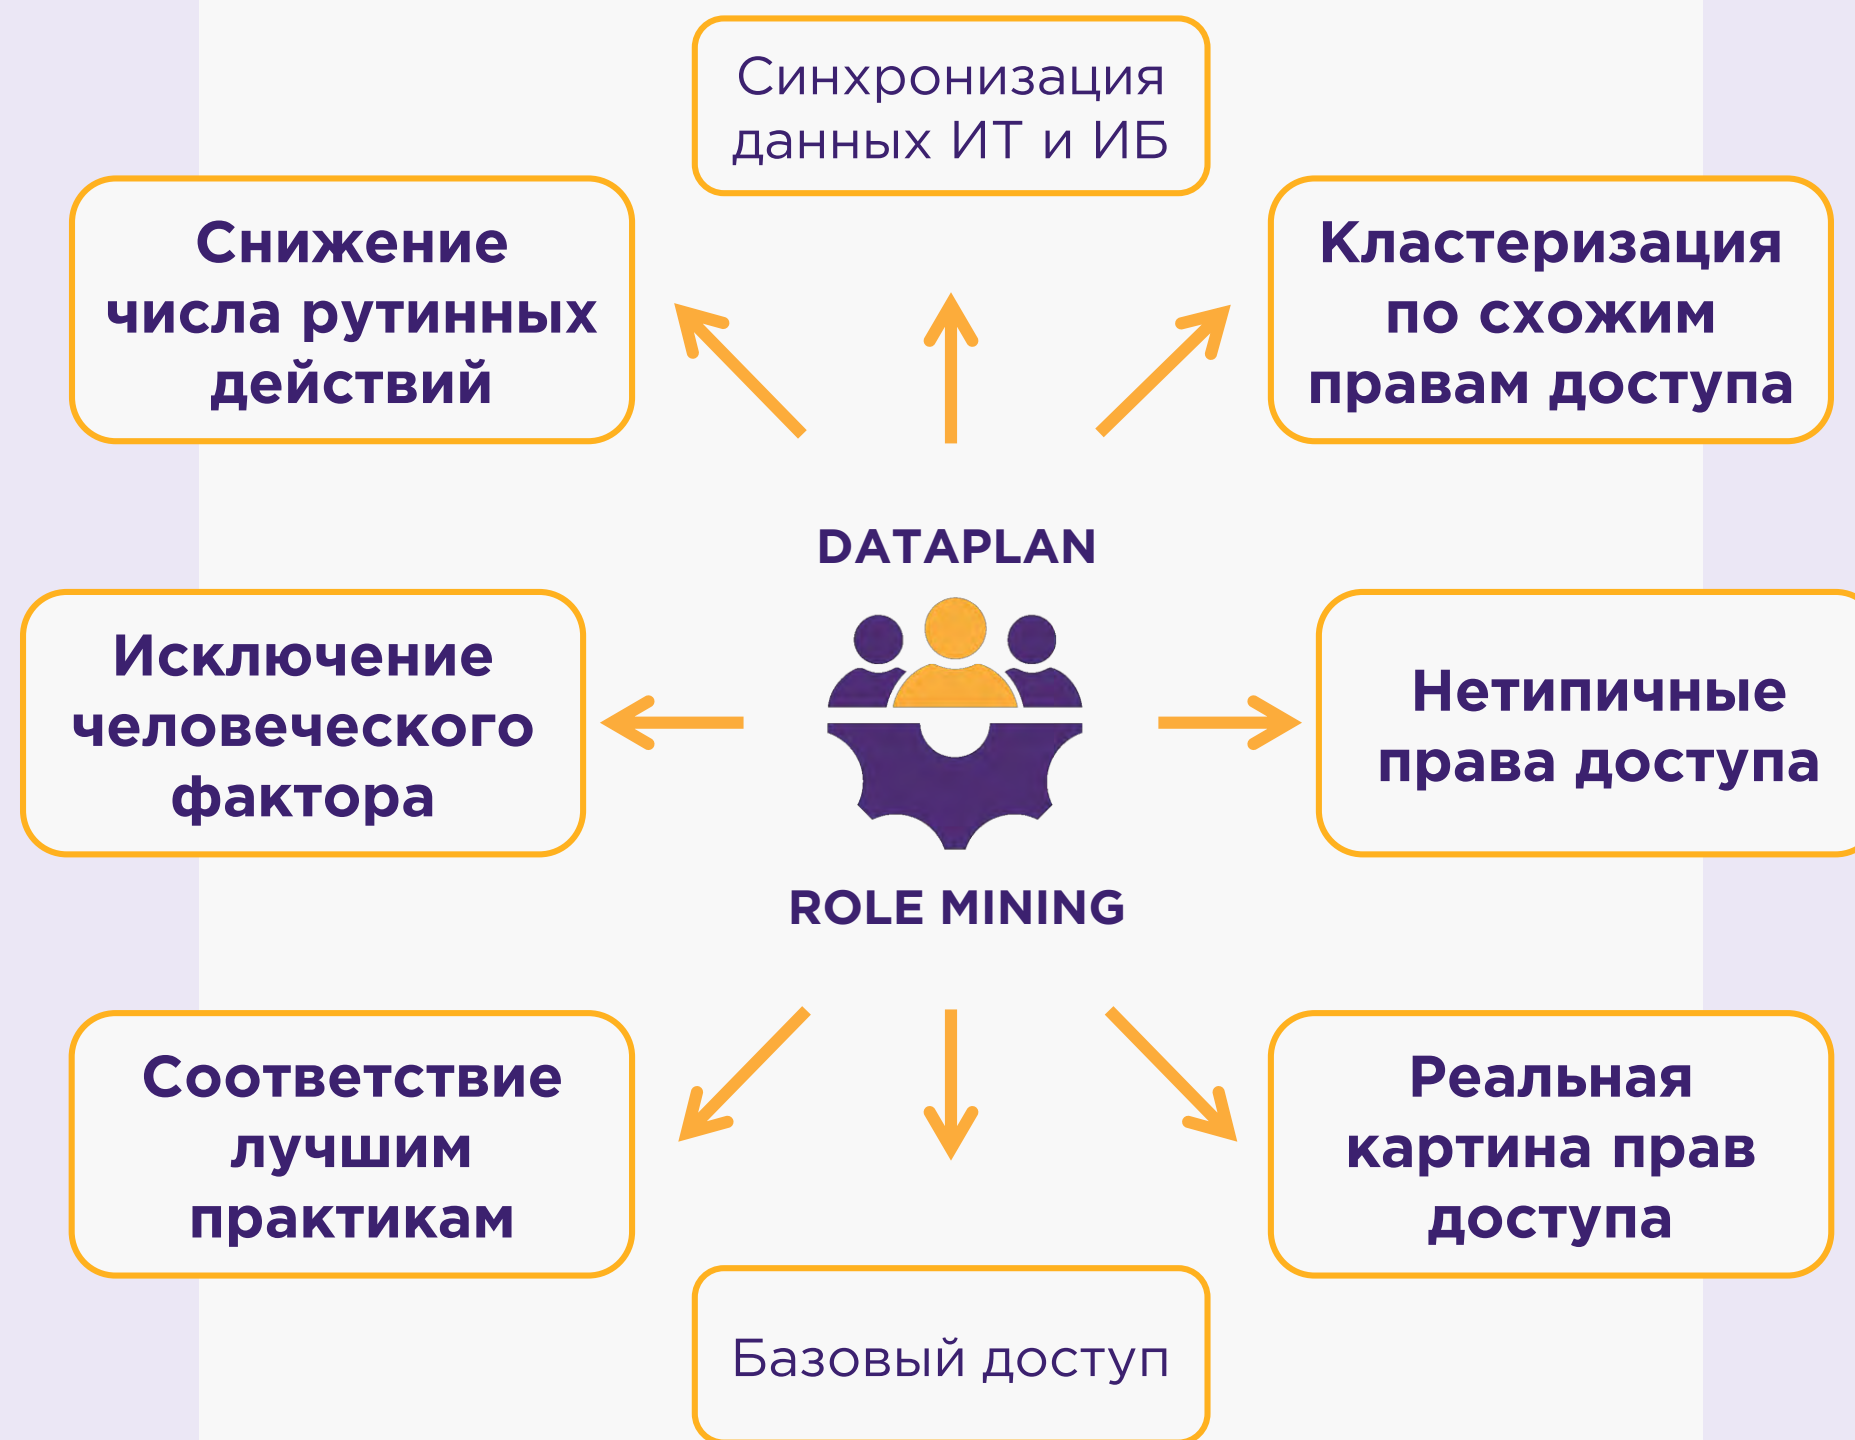 Синхронизация
данных ИТ и ИБ
Снижение
числа рутинных
действий
Кластеризация
по схожим
правам доступа
DATAPLAN
Исключение
человеческого
фактора
Нетипичные
права доступа
ROLE MINING
Соответствие
лучшим
практикам
Реальная
картина прав
доступа
Базовый доступ